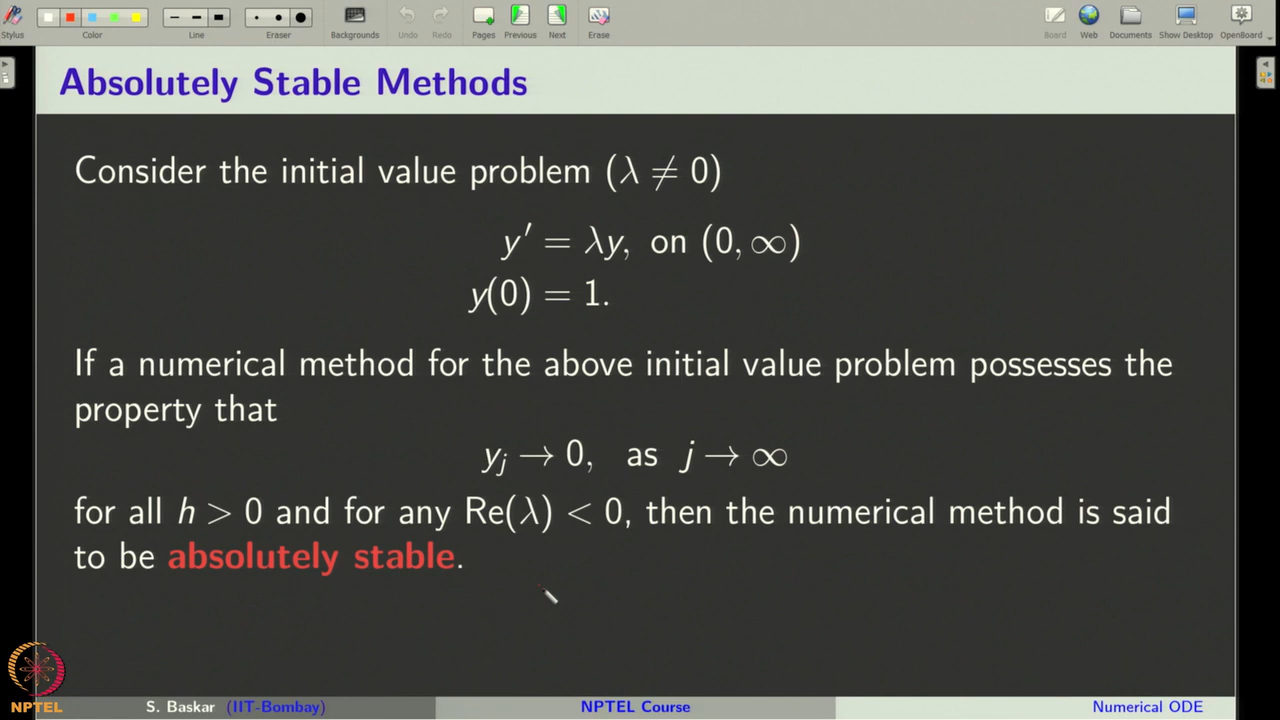 Stylus Color Line Eraser Backgrounds Undo Redo Pages Previous Next Erase Board Web Documents Show Desktop OpenBoard
Absolutely Stable Methods
Consider the initial value problem (λ ≠ 0)
y′ = λy, on (0, ∞)
y(0) = 1.
If a numerical method for the above initial value problem possesses the
property that
y_j → 0, as j → ∞
for all h > 0 and for any Re(λ) < 0, then the numerical method is said
to be absolutely stable.
NPTEL
S. Baskar (IIT-Bombay) NPTEL Course Numerical ODE